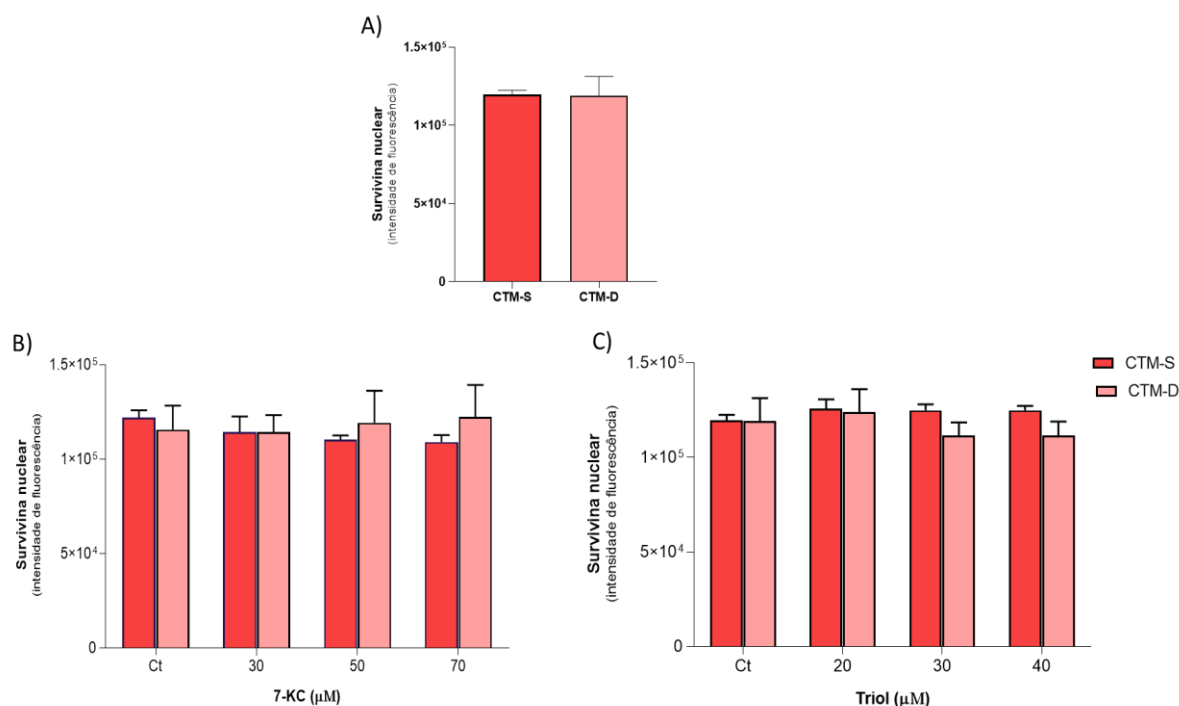 A)
1.5×10⁵
1×10⁵
5×10⁴
0
Survivina nuclear
(intensidade de fluorescência)
CTM-S CTM-D
B)
1.5×10⁵
1×10⁵
5×10⁴
0
Survivina nuclear
(intensidade de fluorescência)
Ct 30 50 70
7-KC (µM)
C)
1.5×10⁵
1×10⁵
5×10⁴
0
Survivina nuclear
(intensidade de fluorescência)
Ct 20 30 40
Triol (µM)
CTM-S
CTM-D